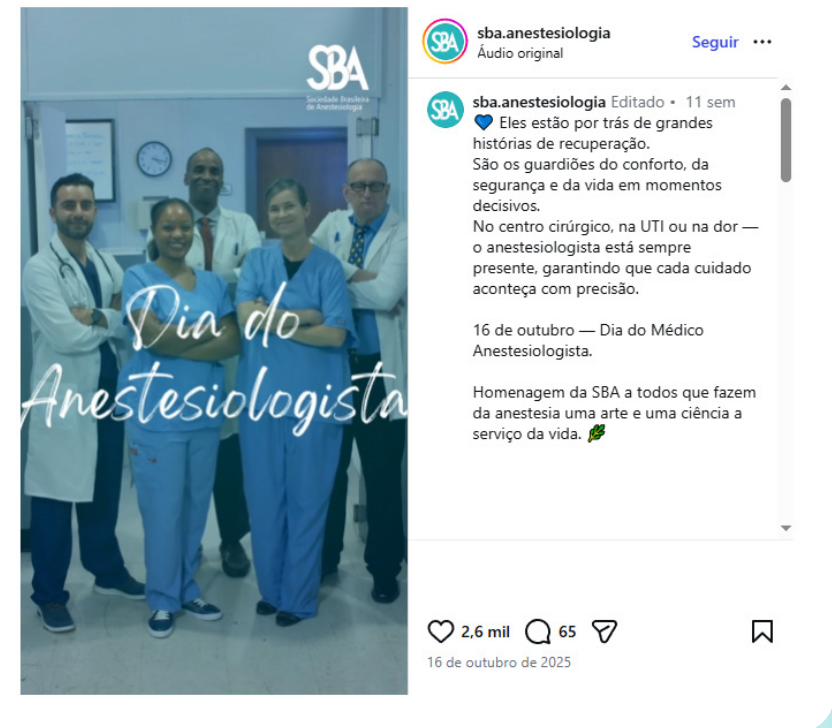 SBA
Sociedade Brasileira
de Anestesiologia
Dia do
Anestesiologista
sba.anestesiologia
Áudio original
Seguir
sba.anestesiologia Editado • 11 sem
💙 Eles estão por trás de grandes
histórias de recuperação.
São os guardiões do conforto, da
segurança e da vida em momentos
decisivos.
No centro cirúrgico, na UTI ou na dor —
o anestesiologista está sempre
presente, garantindo que cada cuidado
aconteça com precisão.
16 de outubro — Dia do Médico
Anestesiologista.
Homenagem da SBA a todos que fazem
da anestesia uma arte e uma ciência a
serviço da vida. 🌿
2,6 mil 65
16 de outubro de 2025